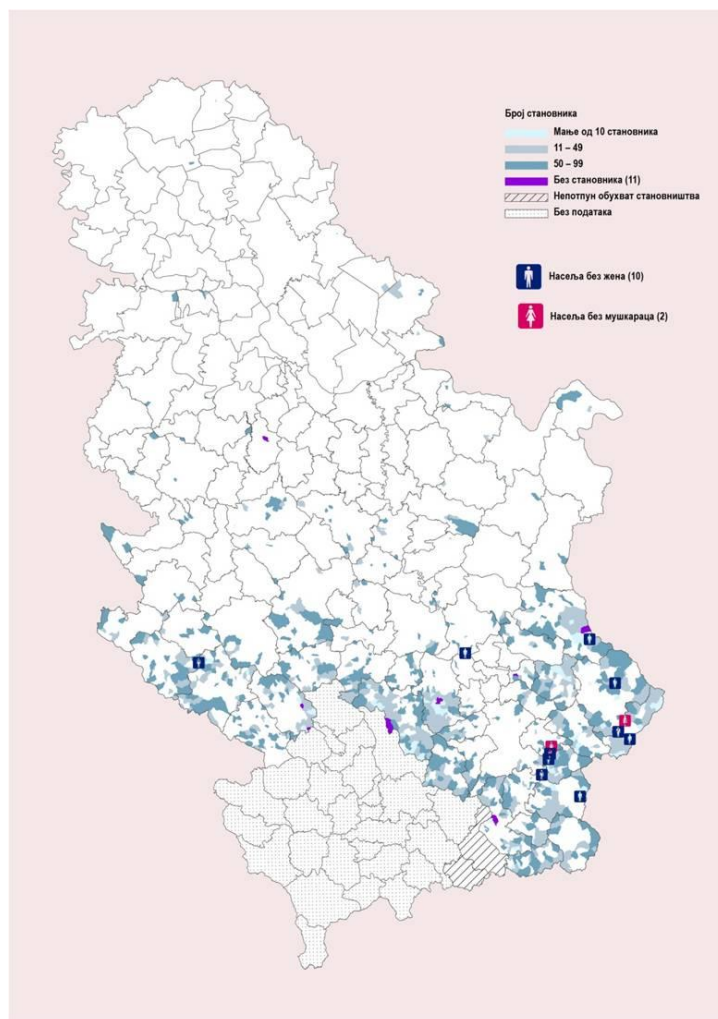 Број становника
Мање од 10 становника
11 – 49
50 – 99
Без становника (11)
Непотпун обухват становништва
Без података
Насеља без жена (10)
Насеља без мушкараца (2)